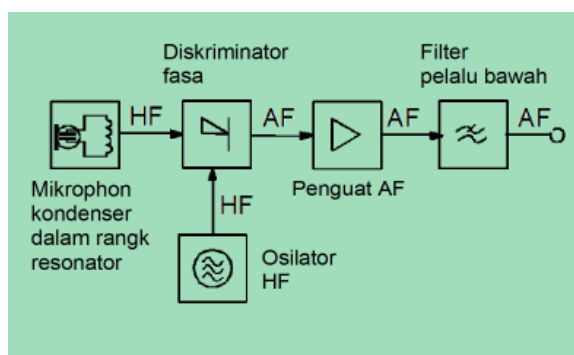 Diskriminator
fasa
Filter
pelalu bawah
HF
AF
AF
AF
Mikrophon
kondenser
dalam rangk
resonator
HF
Penguat AF
Osilator
HF